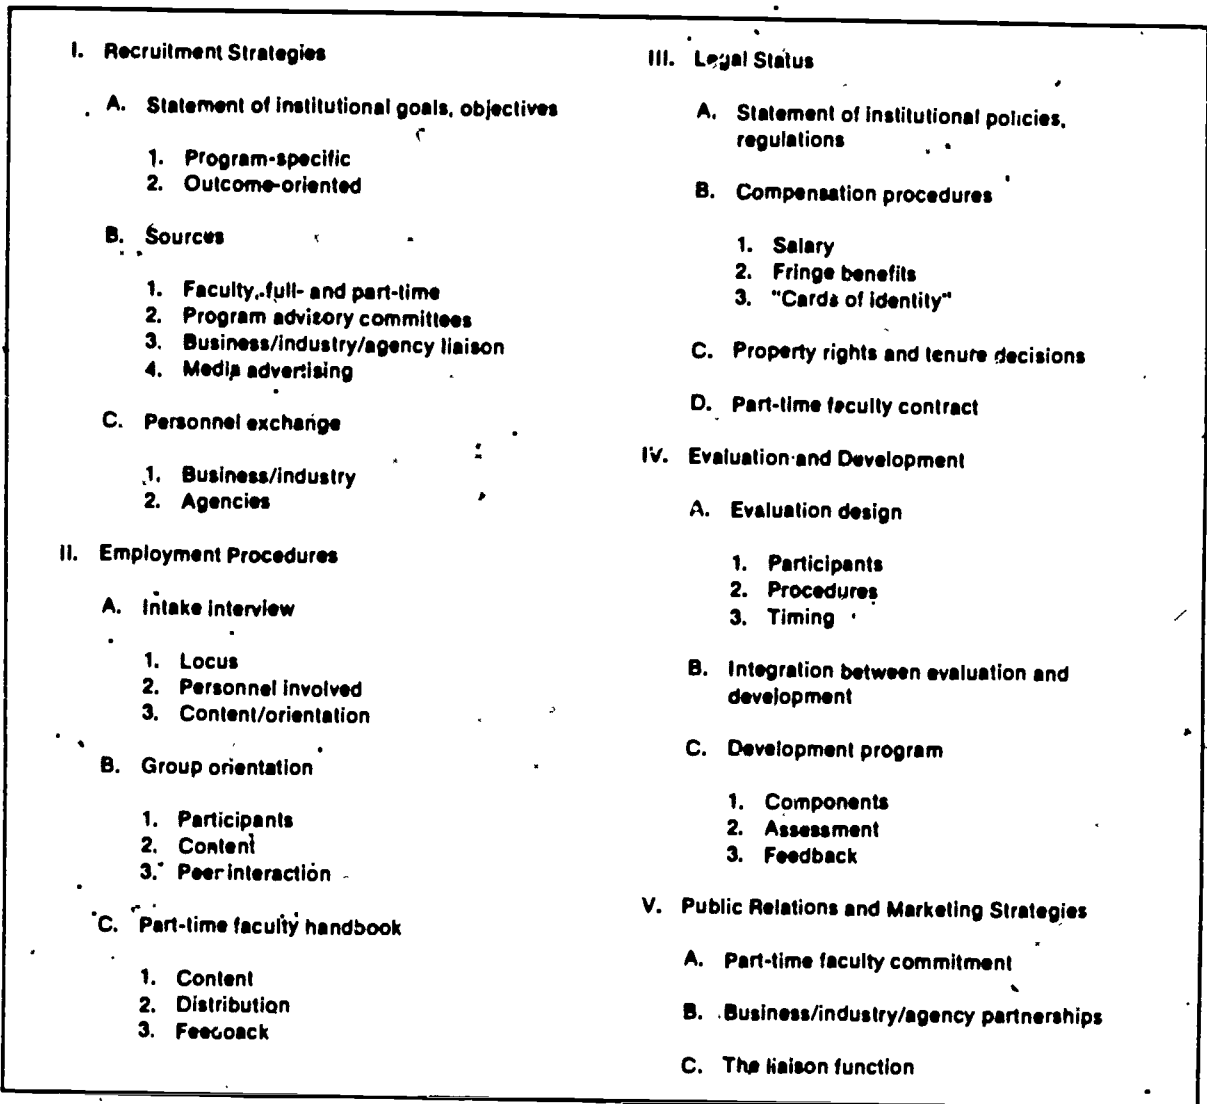 I. Recruitment Strategies
A. Statement of institutional goals, objectives
1. Program-specific
2. Outcome-oriented
B. Sources
1. Faculty, full- and part-time
2. Program advisory committees
3. Business/industry/agency liaison
4. Media advertising
C. Personnel exchange
1. Business/industry
2. Agencies
II. Employment Procedures
A. Intake interview
1. Locus
2. Personnel involved
3. Content/orientation
B. Group orientation
1. Participants
2. Content
3. Peer interaction
C. Part-time faculty handbook
1. Content
2. Distribution
3. Feedback
III. Legal Status
A. Statement of institutional policies,
regulations
B. Compensation procedures
1. Salary
2. Fringe benefits
3. "Cards of identity"
C. Property rights and tenure decisions
D. Part-time faculty contract
IV. Evaluation and Development
A. Evaluation design
1. Participants
2. Procedures
3. Timing
B. Integration between evaluation and
development
C. Development program
1. Components
2. Assessment
3. Feedback
V. Public Relations and Marketing Strategies
A. Part-time faculty commitment
B. Business/industry/agency partnerships
C. The liaison function